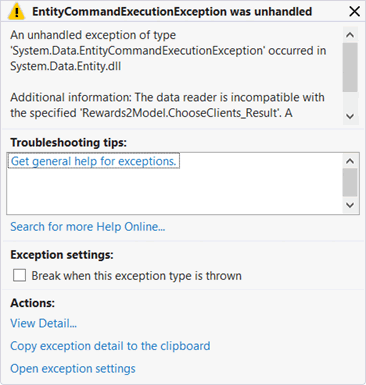 EntityCommandExecutionException was unhandled
An unhandled exception of type
'System.Data.EntityCommandExecutionException' occurred in
System.Data.Entity.dll
Additional information: The data reader is incompatible with
the specified 'Rewards2Model.ChooseClients_Result'. A
Troubleshooting tips:
Get general help for exceptions.
Search for more Help Online...
Exception settings:
Break when this exception type is thrown
Actions:
View Detail...
Copy exception detail to the clipboard
Open exception settings